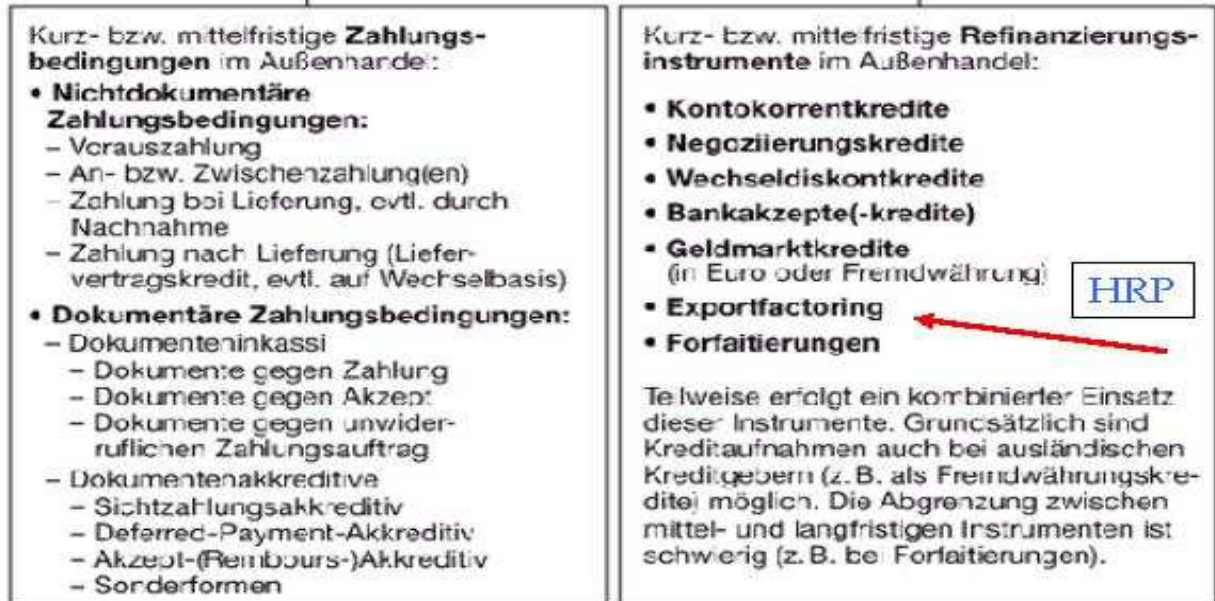 Kurz- bzw. mittelfristige Zahlungs-
bedingungen im Außenhandel:
• Nichtdokumentäre
Zahlungsbedingungen:
– Vorauszahlung
– An- bzw. Zwischenzahlung(en)
– Zahlung bei Lieferung, evtl. durch
Nachnahme
– Zahlung nach Lieferung (Liefer-
vertragskredit, evtl. auf Wechselbasis)
• Dokumentäre Zahlungsbedingungen:
– Dokumenteninkassi
– Dokumente gegen Zahlung
– Dokumente gegen Akzept
– Dokumente gegen unwider-
ruflichen Zahlungsauftrag
– Dokumentenakkreditive
– Sichtzahlungsakkreditiv
– Deferred-Payment-Akkreditiv
– Akzept-(Rembours-)Akkreditiv
– Sonderformen
Kurz- bzw. mittelfristige Refinanzierungs-
instrumente im Außenhandel:
• Kontokorrentkredite
• Negoziierungskredite
• Wechseldiskontkredite
• Bankakzepte(-kredite)
• Geldmarktkredite
(in Euro oder Fremdwährung)
HRP
• Exportfactoring
• Forfaitierungen
Teilweise erfolgt ein kombinierter Einsatz
dieser Instrumente. Grundsätzlich sind
Kreditaufnahmen auch bei ausländischen
Kreditgebern (z. B. als Fremdwährungskre-
dite) möglich. Die Abgrenzung zwischen
mittel- und langfristigen Instrumenten ist
schwierig (z. B. bei Forfaitierungen).